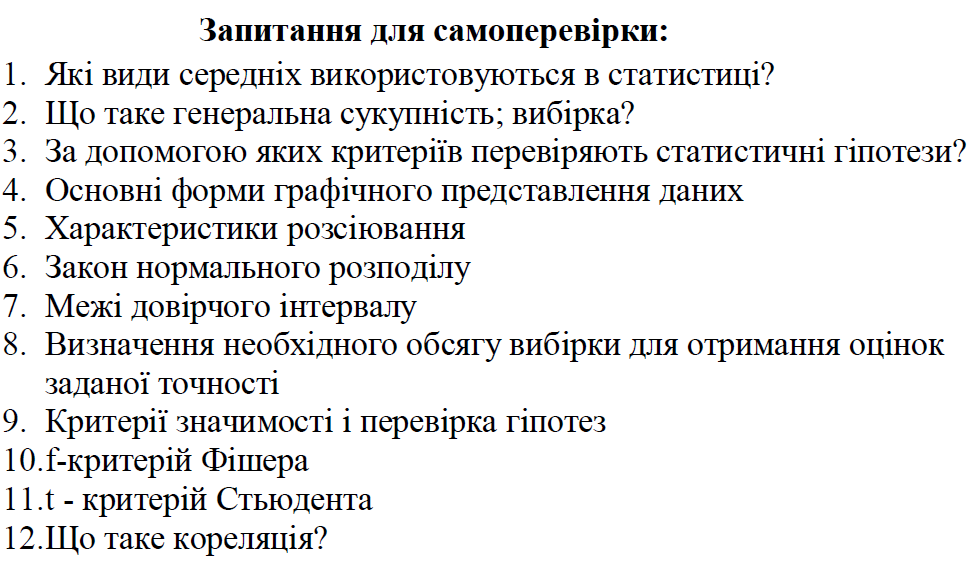 Запитання для самоперевірки:
1. Які види середніх використовуються в статистиці?
2. Що таке генеральна сукупність; вибірка?
3. За допомогою яких критеріїв перевіряють статистичні гіпотези?
4. Основні форми графічного представлення даних
5. Характеристики розсіювання
6. Закон нормального розподілу
7. Межі довірчого інтервалу
8. Визначення необхідного обсягу вибірки для отримання оцінок
заданої точності
9. Критерії значимості і перевірка гіпотез
10.f-критерій Фішера
11.t - критерій Стьюдента
12.Що таке кореляція?